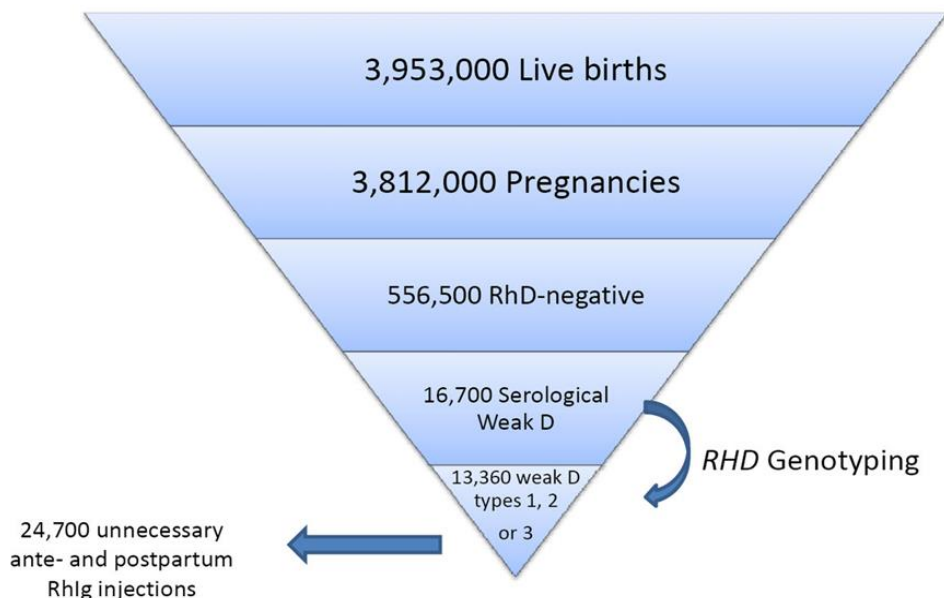 3,953,000 Live births
3,812,000 Pregnancies
556,500 RhD-negative
16,700 Serological
Weak D
RHD Genotyping
13,360 weak D
types 1, 2
or 3
24,700 unnecessary
ante- and postpartum
RhIg injections